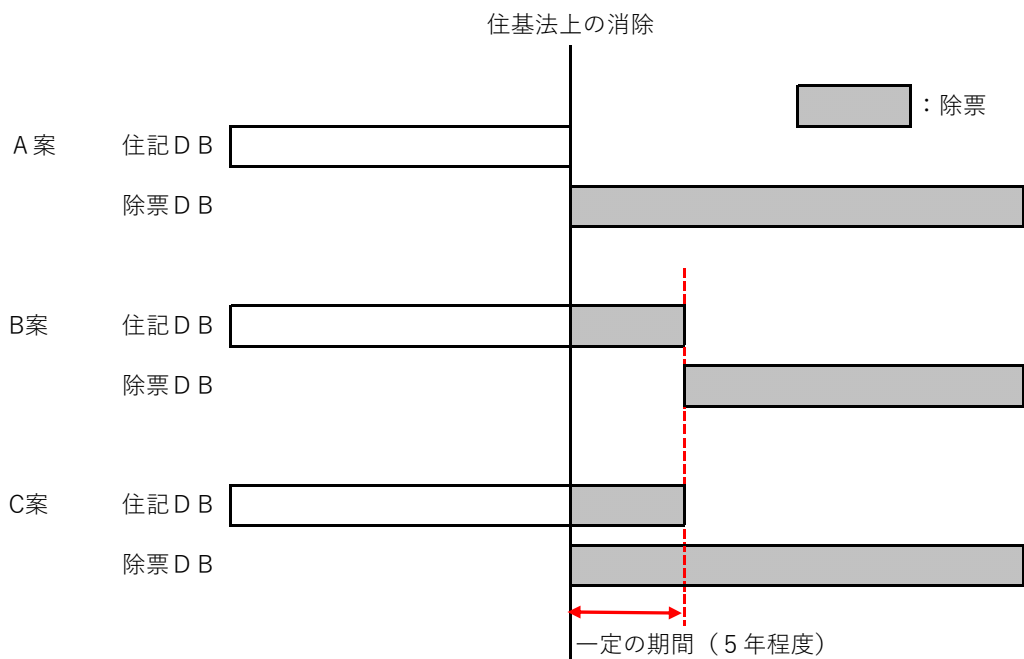 住基法上の消除
：除票
Ａ案 住記ＤＢ
除票ＤＢ
B案 住記ＤＢ
除票ＤＢ
C案 住記ＤＢ
除票ＤＢ
一定の期間（５年程度）